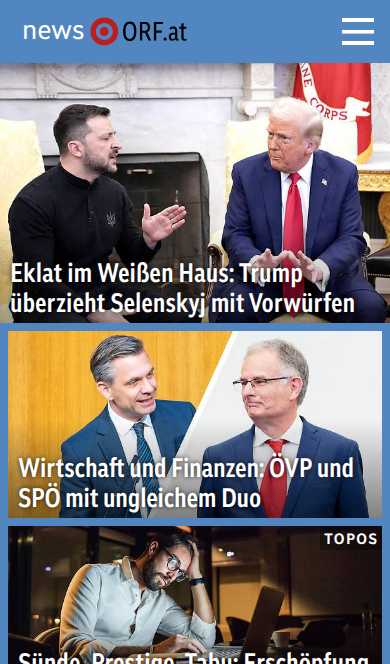 news ORF.at
NE CORPS
Eklat im Weißen Haus: Trump
überzieht Selenskyj mit Vorwürfen
Wirtschaft und Finanzen: ÖVP und
SPÖ mit ungleichem Duo
TOPOS
Sünde, Prestige, Tabu: Erschöpfung